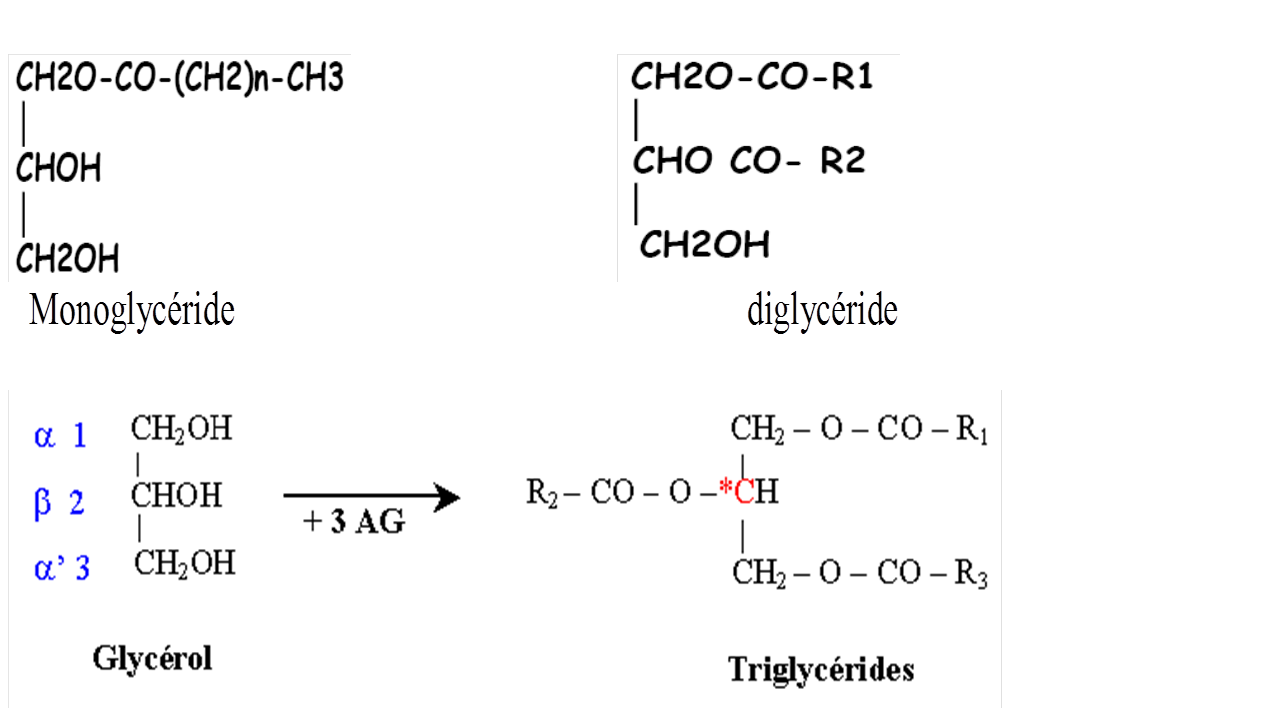 CH2O-CO-(CH2)n-CH3
|
CHOH
|
CH2OH
Monoglycéride
CH2O-CO-R1
|
CHO CO- R2
|
CH2OH
diglycéride
α 1 CH₂OH
|
β 2 CHOH
|
α’ 3 CH₂OH
Glycérol
+ 3 AG
CH₂ – O – CO – R₁
|
R₂ – CO – O –*CH
|
CH₂ – O – CO – R₃
Triglycérides